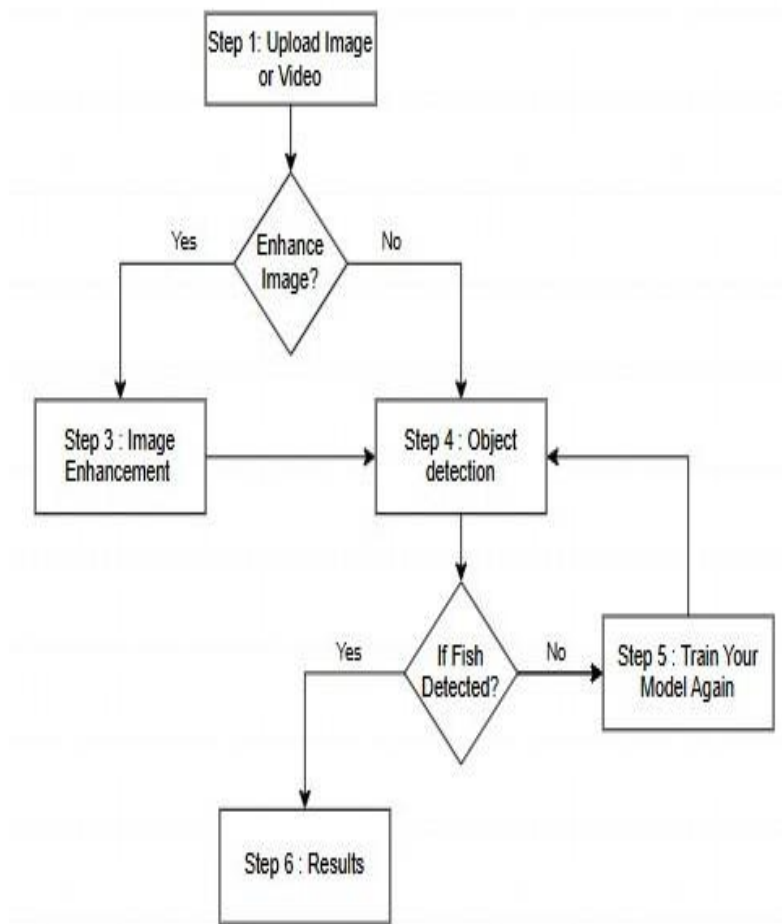 Step 1: Upload Image
or Video
Yes
Enhance
Image?
No
Step 3 : Image
Enhancement
Step 4 : Object
detection
Yes
If Fish
Detected?
No
Step 5 : Train Your
Model Again
Step 6 : Results